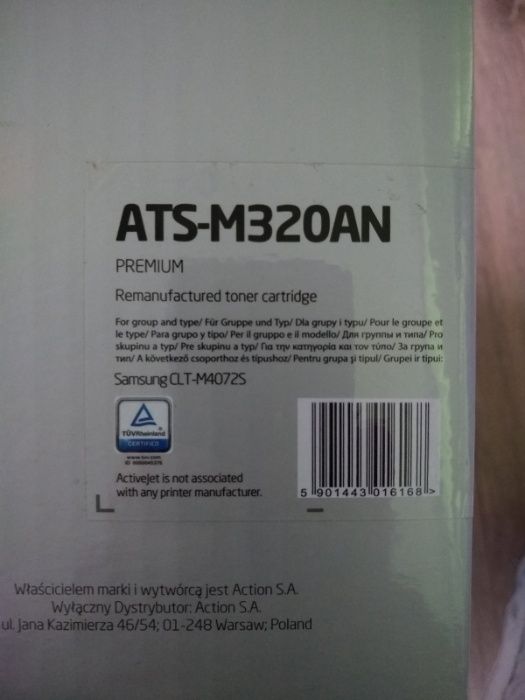 ATS-M320AN
PREMIUM
Remanufactured toner cartridge
For group and type/ Für Gruppe und Typ/ Dla grupy i typu/ Pour le groupe et
le type/ Para grupo y tipo/ Per il gruppo e il modello/ Для группы и типа/ Pro
skupinu a typ/ Pre skupinu a typ/ Για την κατηγορία και τον τύπο/ За група и
тип/ A következő csoporthoz és típushoz/ Pentru grupa şi tipul/ Grupei ir tipui:
Samsung CLT-M4072S
TÜVRheinland
CERTIFIED
www.tuv.com
ActiveJet is not associated
with any printer manufacturer.
5 901443 016168 >
Właścicielem marki i wytwórcą jest Action S.A.
Wyłączny Dystrybutor: Action S.A.
ul. Jana Kazimierza 46/54; 01-248 Warsaw; Poland